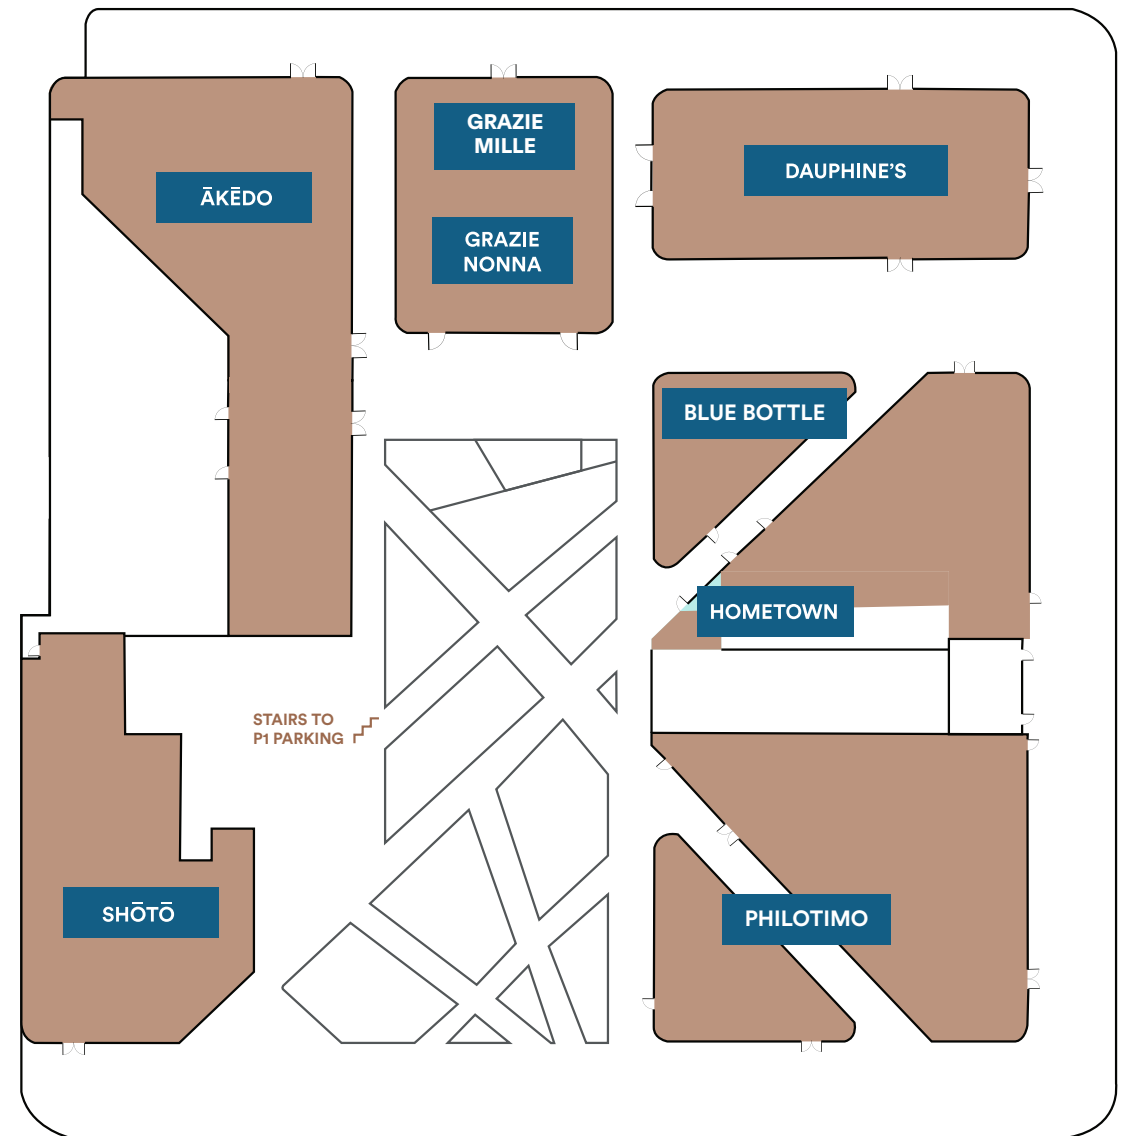 GRAZIE
MILLE
DAUPHINE’S
ĀKĒDO
GRAZIE
NONNA
BLUE BOTTLE
HOMETOWN
STAIRS TO
P1 PARKING
SHŌTŌ
PHILOTIMO